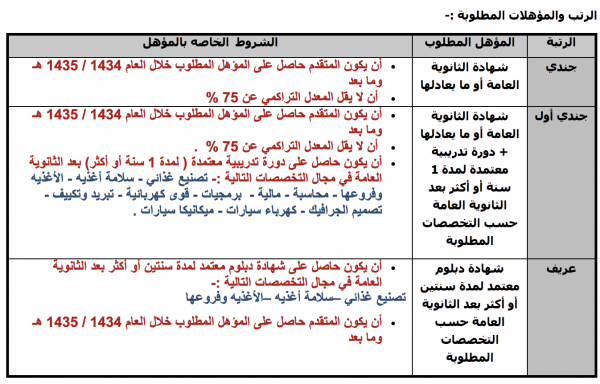 الرتب والمؤهلات المطلوبة :-
الرتبة
المؤهل المطلوب
الشروط الخاصه بالمؤهل
جندي
شهادة الثانوية
العامة أو ما يعادلها
• أن يكون المتقدم حاصل على المؤهل المطلوب خلال العام 1434 / 1435 هـ
وما بعد
• أن لا يقل المعدل التراكمي عن 75 %
جندي أول
شهادة الثانوية
العامة أو ما يعادلها
+ دورة تدريبية
معتمدة لمدة 1
سنة أو أكثر بعد
الثانوية العامة
حسب التخصصات
المطلوبة
• أن يكون المتقدم حاصل على المؤهل المطلوب خلال العام 1434 / 1435 هـ
وما بعد
• أن لا يقل المعدل التراكمي عن 75 % .
• أن يكون حاصل على دورة تدريبية معتمدة ( لمدة 1 سنة أو أكثر) بعد الثانوية
العامة في مجال التخصصات التالية :- تصنيع غذائي - سلامة أغذيه - الأغذيه
وفروعها - محاسبة - مالية - برمجيات - قوى كهربائية - تبريد وتكييف -
تصميم الجرافيك - كهرباء سيارات - ميكانيكا سيارات .
عريف
شهادة دبلوم
معتمد لمدة سنتين
أو أكثر بعد الثانوية
العامة حسب
التخصصات
المطلوبة
• أن يكون حاصل على شهادة دبلوم معتمد لمدة سنتين أو أكثر بعد الثانوية
العامة في مجال التخصصات التالية :-
تصنيع غذائي –سلامة أغذيه –الأغذيه وفروعها
• أن يكون المتقدم حاصل على المؤهل المطلوب خلال العام 1434 / 1435 هـ
وما بعد